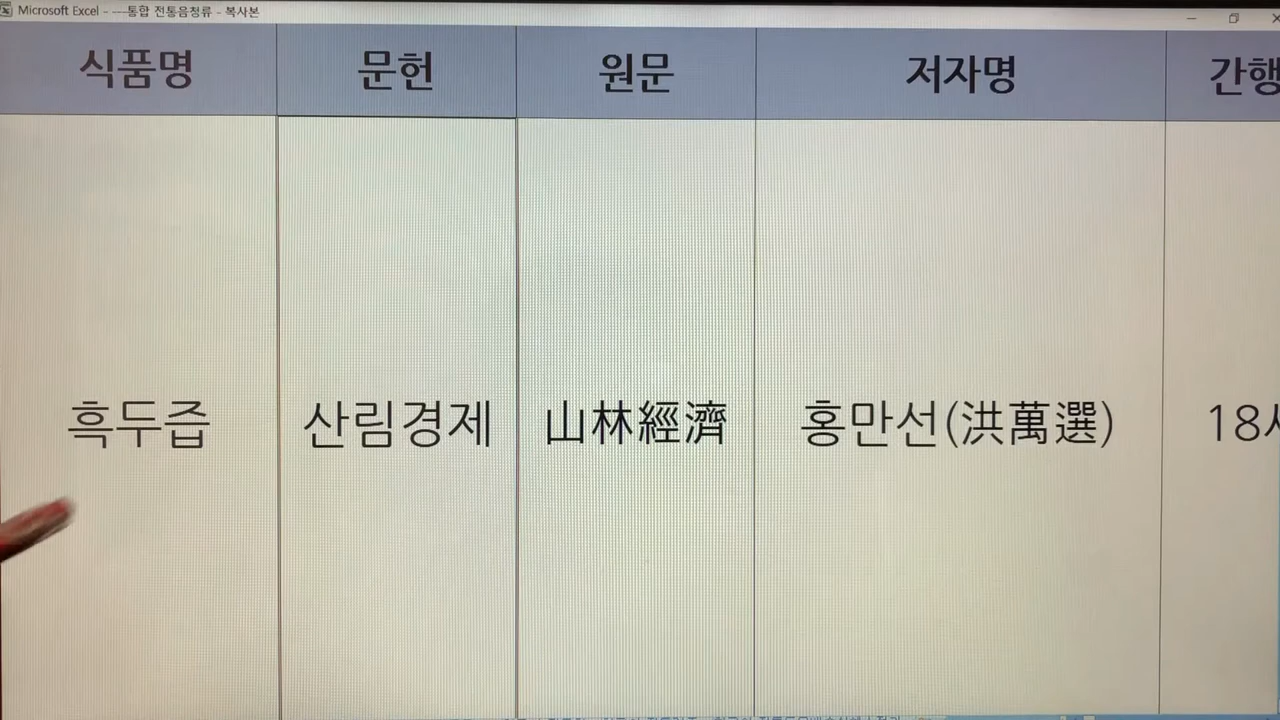 Microsoft Excel - ----통합 전통음청류 - 복사본
식품명 문헌 원문 저자명 간행
흑두즙 산림경제 山林經濟 홍만선(洪萬選) 18